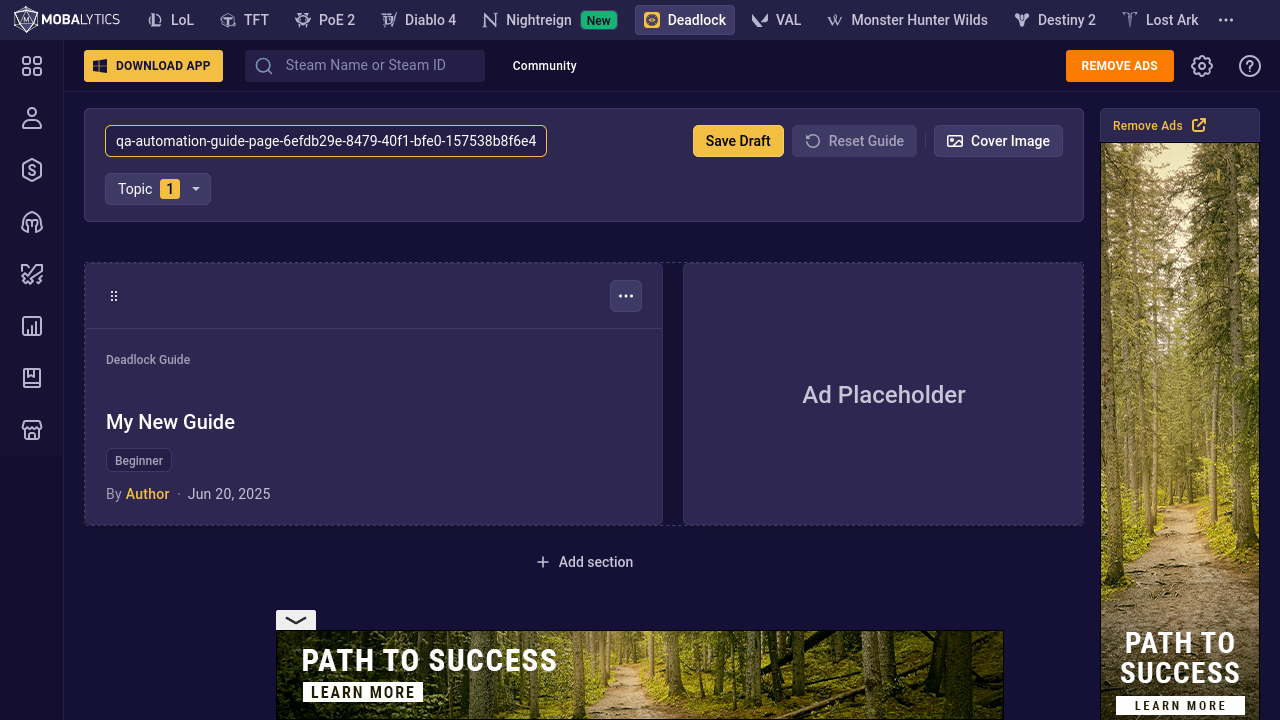 MOBALYTICS LoL TFT PoE 2 Diablo 4 Nightreign New Deadlock VAL Monster Hunter Wilds Destiny 2 Lost Ark
DOWNLOAD APP Steam Name or Steam ID Community REMOVE ADS
qa-automation-guide-page-6efdb29e-8479-40f1-bfe0-157538b8f6e4 Save Draft Reset Guide Cover Image
Topic 1
Remove Ads
Deadlock Guide
My New Guide
Beginner
By Author · Jun 20, 2025
Ad Placeholder
Add section
PATH TO SUCCESS
LEARN MORE
PATH TO
SUCCESS
LEARN MORE